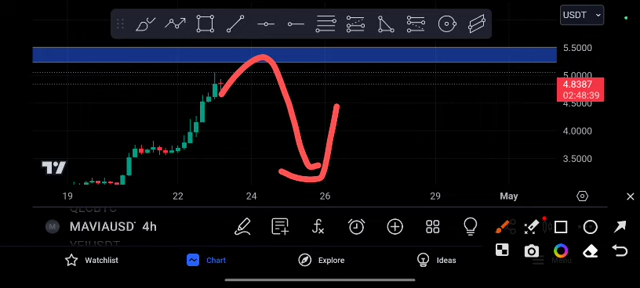 USDT
5.5000
5.0000
4.8387
02:48:39
4.5000
4.0000
3.5000
19
22
24
26
29
May
MAVIAUSDT
4h
Watchlist
Chart
Explore
Ideas